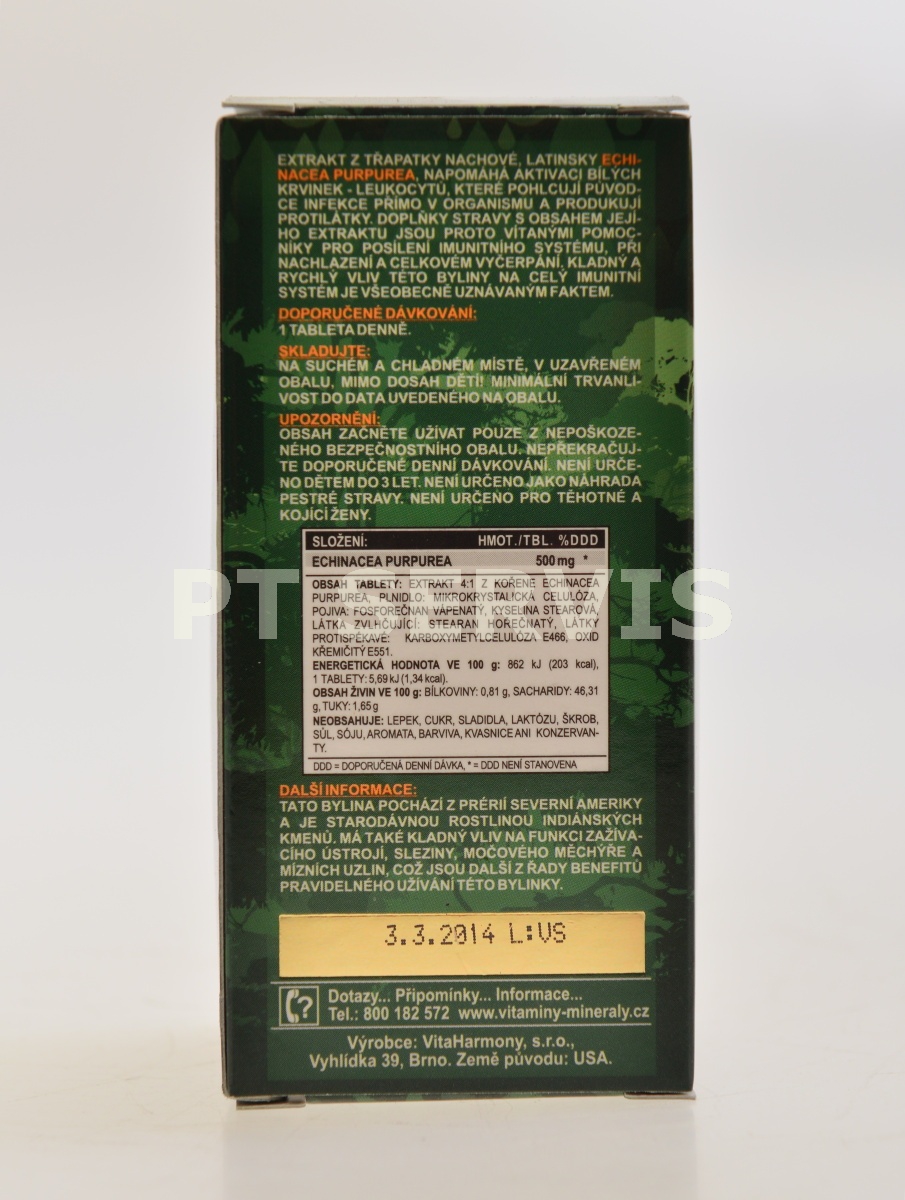 EXTRAKT Z TŘAPATKY NACHOVÉ, LATINSKY ECHI-
NACEA PURPUREA, NAPOMÁHÁ AKTIVACI BÍLÝCH
KRVINEK - LEUKOCYTŮ, KTERÉ POHLCUJÍ PŮVOD-
CE INFEKCE PŘÍMO V ORGANISMU A PRODUKUJÍ
PROTILÁTKY. DOPLŇKY STRAVY S OBSAHEM JEJÍ-
HO EXTRAKTU JSOU PROTO VÍTANÝMI POMOC-
NÍKY PRO POSÍLENÍ IMUNITNÍHO SYSTÉMU, PŘI
NACHLAZENÍ A CELKOVÉM VYČERPÁNÍ. KLADNÝ A
RYCHLÝ VLIV TÉTO BYLINY NA CELÝ IMUNITNÍ
SYSTÉM JE VŠEOBECNĚ UZNÁVANÝM FAKTEM.
DOPORUČENÉ DÁVKOVÁNÍ:
1 TABLETA DENNĚ.
SKLADUJTE:
NA SUCHÉM A CHLADNÉM MÍSTĚ, V UZAVŘENÉM
OBALU, MIMO DOSAH DĚTÍ! MINIMÁLNÍ TRVANLI-
VOST DO DATA UVEDENÉHO NA OBALU.
UPOZORNĚNÍ:
OBSAH ZAČNĚTE UŽÍVAT POUZE Z NEPOŠKOZE-
NÉHO BEZPEČNOSTNÍHO OBALU. NEPŘEKRAČUJ-
TE DOPORUČENÉ DENNÍ DÁVKOVÁNÍ. NENÍ URČE-
NO DĚTEM DO 3 LET. NENÍ URČENO JAKO NÁHRADA
PESTRÉ STRAVY. NENÍ URČENO PRO TĚHOTNÉ A
KOJÍCÍ ŽENY.
SLOŽENÍ: HMOT./TBL. %DDD
ECHINACEA PURPUREA 500 mg *
OBSAH TABLETY: EXTRAKT 4:1 Z KOŘENE ECHINACEA
PURPUREA, PLNIDLO: MIKROKRYSTALICKÁ CELULÓZA,
POJIVA: FOSFOREČNAN VÁPENATÝ, KYSELINA STEAROVÁ,
LÁTKA ZVLHČUJÍCÍ: STEARAN HOŘEČNATÝ, LÁTKY
PROTISPÉKAVÉ: KARBOXYMETYLCELULÓZA E466, OXID
KŘEMIČITÝ E551.
ENERGETICKÁ HODNOTA VE 100 g: 862 kJ (203 kcal),
1 TABLETY: 5,69 kJ (1,34 kcal).
OBSAH ŽIVIN VE 100 g: BÍLKOVINY: 0,81 g, SACHARIDY: 46,31
g, TUKY: 1,65 g
NEOBSAHUJE: LEPEK, CUKR, SLADIDLA, LAKTÓZU, ŠKROB,
SŮL, SÓJU, AROMATA, BARVIVA, KVASNICE ANI KONZERVAN-
TY.
DDD = DOPORUČENÁ DENNÍ DÁVKA, * = DDD NENÍ STANOVENA
PT SERVIS
DALŠÍ INFORMACE:
TATO BYLINA POCHÁZÍ Z PRÉRIÍ SEVERNÍ AMERIKY
A JE STARODÁVNOU ROSTLINOU INDIÁNSKÝCH
KMENŮ. MÁ TAKÉ KLADNÝ VLIV NA FUNKCI ZAŽÍVA-
CÍHO ÚSTROJÍ, SLEZINY, MOČOVÉHO MĚCHÝŘE A
MÍZNÍCH UZLIN, COŽ JSOU DALŠÍ Z ŘADY BENEFITŮ
PRAVIDELNÉHO UŽÍVÁNÍ TÉTO BYLINKY.
3.3.2014 L:VS
Dotazy... Připomínky... Informace...
Tel.: 800 182 572 www.vitaminy-mineraly.cz
Výrobce: VitaHarmony, s.r.o.,
Vyhlídka 39, Brno. Země původu: USA.